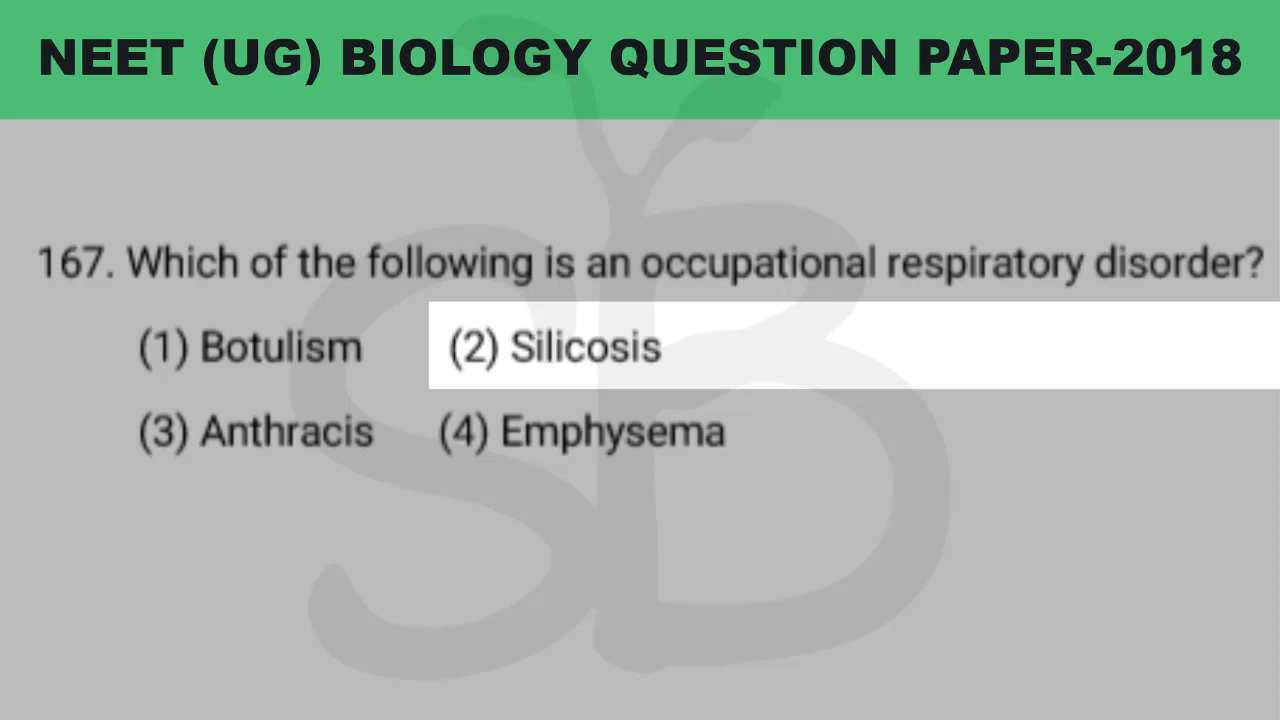 NEET (UG) BIOLOGY QUESTION PAPER-2018
167. Which of the following is an occupational respiratory disorder?
(1) Botulism (2) Silicosis
(3) Anthracis (4) Emphysema
SB